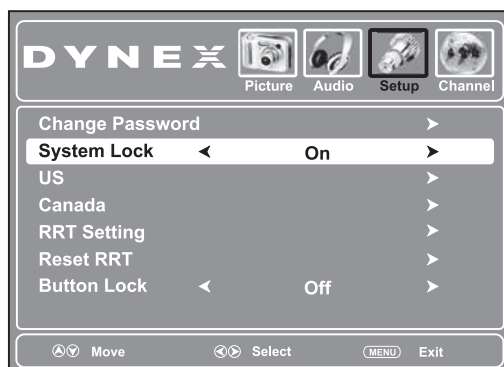 DYNEX
Picture Audio Setup Channel
Change Password
System Lock On
US
Canada
RRT Setting
Reset RRT
Button Lock Off
Move Select MENU Exit